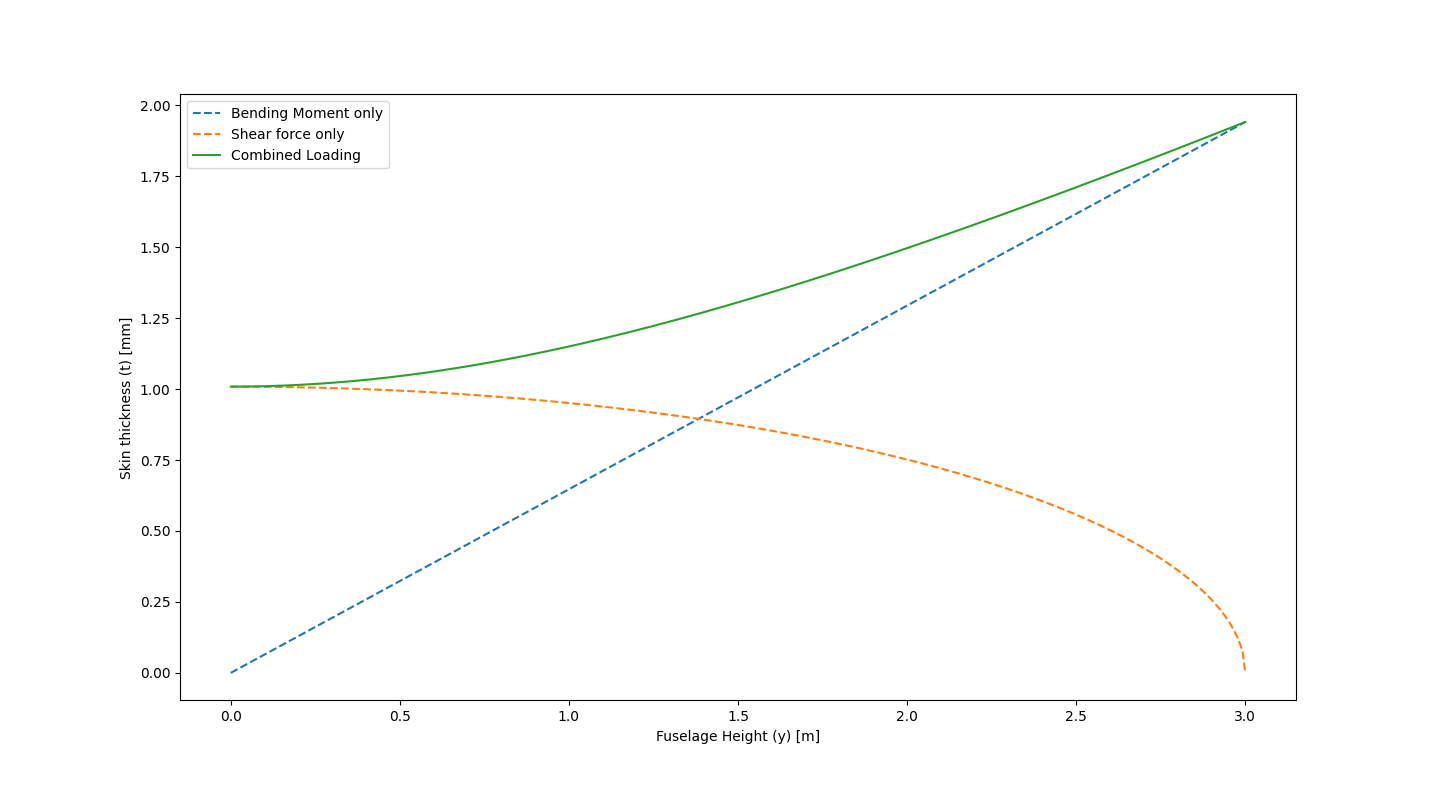 Bending Moment only
Shear force only
Combined Loading
Skin thickness (t) [mm]
2.00
1.75
1.50
1.25
1.00
0.75
0.50
0.25
0.00
0.0 0.5 1.0 1.5 2.0 2.5 3.0
Fuselage Height (y) [m]